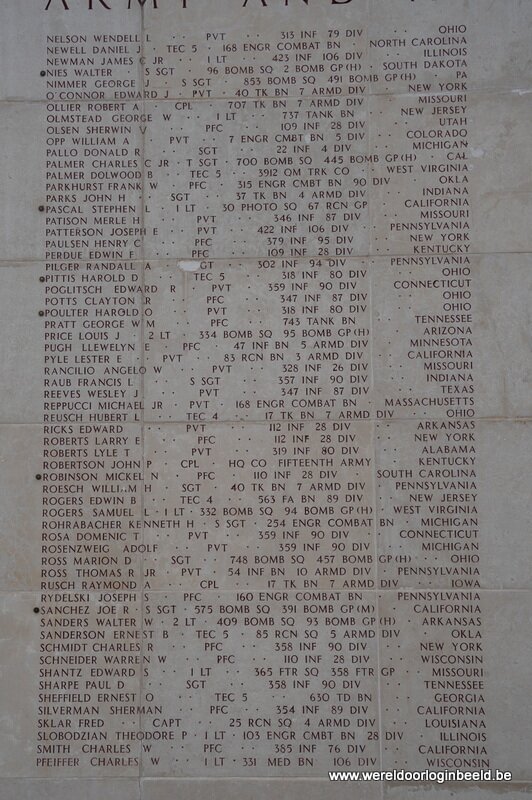 NELSON WENDELL L · PVT · 313 INF 79 DIV · OHIO
NEWELL DANIEL J · TEC 5 · 168 ENGR COMBAT BN · NORTH CAROLINA
NEWMAN JAMES C JR · 1 LT · 423 INF 106 DIV · ILLINOIS
NIES WALTER · S SGT · 96 BOMB SQ 2 BOMB GP(H) · SOUTH DAKOTA
NIMMER GEORGE J · S SGT · 853 BOMB SQ 491 BOMB GP(H) · PA
O'CONNOR EDWARD J · PVT · 40 TK BN 7 ARMD DIV · NEW YORK
OLLIER ROBERT A · CPL · 707 TK BN 7 ARMD DIV · MISSOURI
OLMSTEAD GEORGE W · 1 LT · 737 TANK BN · NEW JERSEY
OLSEN SHERWIN V · PFC · 109 INF 28 DIV · UTAH
OPP WILLIAM A · PVT · 7 ENGR CMBT BN 5 DIV · COLORADO
PALLO DONALD R · SGT · 22 INF 4 DIV · MICHIGAN
PALMER CHARLES C JR · T SGT · 700 BOMB SQ 445 BOMB GP(H) · CAL
PALMER DOLWOOD B · TEC 5 · 3912 QM TRK CO · WEST VIRGINIA
PARKHURST FRANK W · PFC · 315 ENGR CMBT BN 90 DIV · OKLA
PARKS JOHN H · SGT · 37 TK BN 4 ARMD DIV · INDIANA
PASCAL STEPHEN L · 1 LT · 30 PHOTO SQ 67 RCN GP · CALIFORNIA
PATISON MERLE H · PVT · 346 INF 87 DIV · MISSOURI
PATTERSON JOSEPH E · PVT · 422 INF 106 DIV · PENNSYLVANIA
PAULSEN HENRY C · PFC · 379 INF 95 DIV · NEW YORK
PERDUE EDWIN F · PFC · 109 INF 28 DIV · KENTUCKY
PILGER RANDALL A · GT · 302 INF 94 DIV · PENNSYLVANIA
PITTIS HAROLD D · TEC 5 · 318 INF 80 DIV · OHIO
POGLITSCH EDWARD R · PVT · 359 INF 90 DIV · CONNECTICUT
POTTS CLAYTON R · PFC · 347 INF 87 DIV · OHIO
POULTER HAROLD O · PVT · 318 INF 80 DIV · OHIO
PRATT GEORGE W M · PFC · 743 TANK BN · TENNESSEE
PRICE LOUIS J · 2 LT · 334 BOMB SQ 95 BOMB GP(H) · ARIZONA
PUGH LLEWELYN E · PFC · 47 INF BN 5 ARMD DIV · MINNESOTA
PYLE LESTER E · PVT · 83 RCN BN 3 ARMD DIV · CALIFORNIA
RANCILIO ANGELO W · PVT · 328 INF 26 DIV · MISSOURI
RAUB FRANCIS L · S SGT · 357 INF 90 DIV · INDIANA
REEVES WESLEY J · PVT · 347 INF 87 DIV · TEXAS
REPPUCCI MICHAEL JR · PVT · 168 ENGR COMBAT BN · MASSACHUSETTS
REUSCH HUBERT L · TEC 4 · 17 TK BN 7 ARMD DIV · OHIO
RICKS EDWARD · PVT · 112 INF 28 DIV · ARKANSAS
ROBERTS LARRY E · PFC · 112 INF 28 DIV · NEW YORK
ROBERTS LYLE T · PVT · 319 INF 80 DIV · ALABAMA
ROBERTSON JOHN P · CPL · HQ CO FIFTEENTH ARMY · KENTUCKY
ROBINSON MICKEL N · PFC · 110 INF 28 DIV · SOUTH CAROLINA
ROESCH WILLIAM H · SGT · 40 TK BN 7 ARMD DIV · PENNSYLVANIA
ROGERS EDWIN B · TEC 4 · 563 FA BN 89 DIV · NEW JERSEY
ROGERS SAMUEL L · 1 LT · 332 BOMB SQ 94 BOMB GP(H) · WEST VIRGINIA
ROHRABACHER KENNETH H · S SGT · 254 ENGR COMBAT BN · MICHIGAN
ROSA DOMENIC T · PVT · 359 INF 90 DIV · CONNECTICUT
ROSENZWEIG ADOLF · PVT · 359 INF 90 DIV · MICHIGAN
ROSS MARION D · SGT · 748 BOMB SQ 457 BOMB GP(H) · OHIO
ROSS THOMAS R JR · PVT · 54 INF BN 10 ARMD DIV · PENNSYLVANIA
RUSCH RAYMOND A · CPL · 17 TK BN 7 ARMD DIV · IOWA
RYDELSKI JOSEPH S · PFC · 160 ENGR COMBAT BN · PENNSYLVANIA
SANCHEZ JOE R · S SGT · 575 BOMB SQ 391 BOMB GP(M) · CALIFORNIA
SANDERS WALTER W · 2 LT · 409 BOMB SQ 93 BOMB GP(H) · ARKANSAS
SANDERSON ERNEST B · TEC 5 · 85 RCN SQ 5 ARMD DIV · OKLA
SCHMIDT CHARLES R · PFC · 358 INF 90 DIV · NEW YORK
SCHNEIDER WARREN W · PFC · 110 INF 28 DIV · WISCONSIN
SHANTZ EDWARD S · 1 LT · 365 FTR SQ 358 FTR GP · MISSOURI
SHARPE PAUL D · SGT · 358 INF 90 DIV · TENNESSEE
SHEFFIELD ERNEST O · TEC 5 · 630 TD BN · GEORGIA
SILVERMAN SHERMAN · PFC · 354 INF 89 DIV · CALIFORNIA
SKLAR FRED · CAPT · 25 RCN SQ 4 ARMD DIV · LOUISIANA
SLOBODZIAN THEODORE P · 1 LT · 103 ENGR CMBT BN 28 DIV · ILLINOIS
SMITH CHARLES W · PFC · 385 INF 76 DIV · CALIFORNIA
PFEIFFER CHARLES W · 1 LT · 331 MED BN 106 DIV · WISCONSIN
www.wereldoorloginbeeld.be